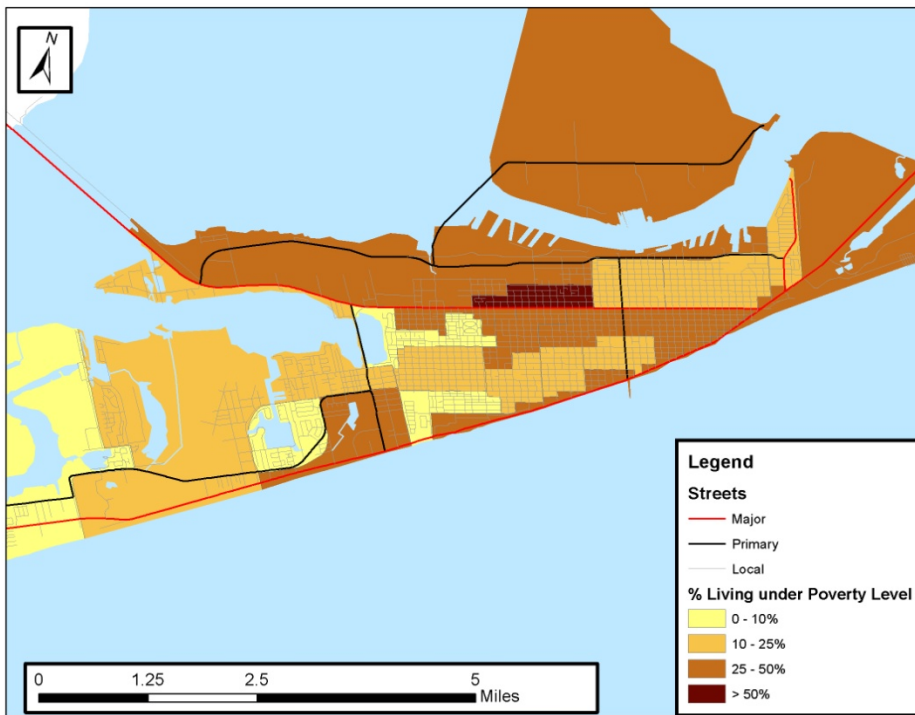 N
Legend
Streets
Major
Primary
Local
% Living under Poverty Level
0 - 10%
10 - 25%
25 - 50%
> 50%
0 1.25 2.5 5
Miles